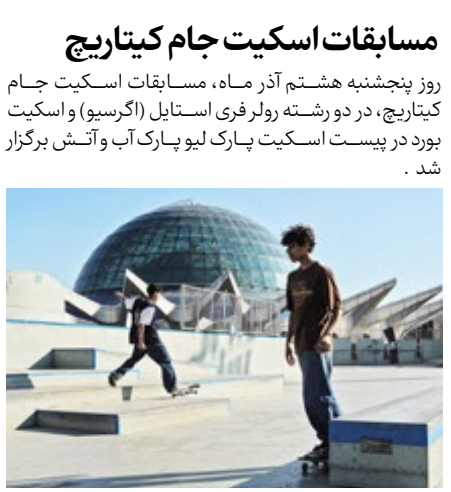 مسابقات اسکیت جام کیتاریچ
روز پنجشنبه هشتم آذر ماه، مسابقات اسکیت جام
کیتاریچ، در دو رشته رولر فری استایل (اگرسیو) و اسکیت
بورد در پیست اسکیت پارک لیو پارک آب و آتش برگزار
شد .